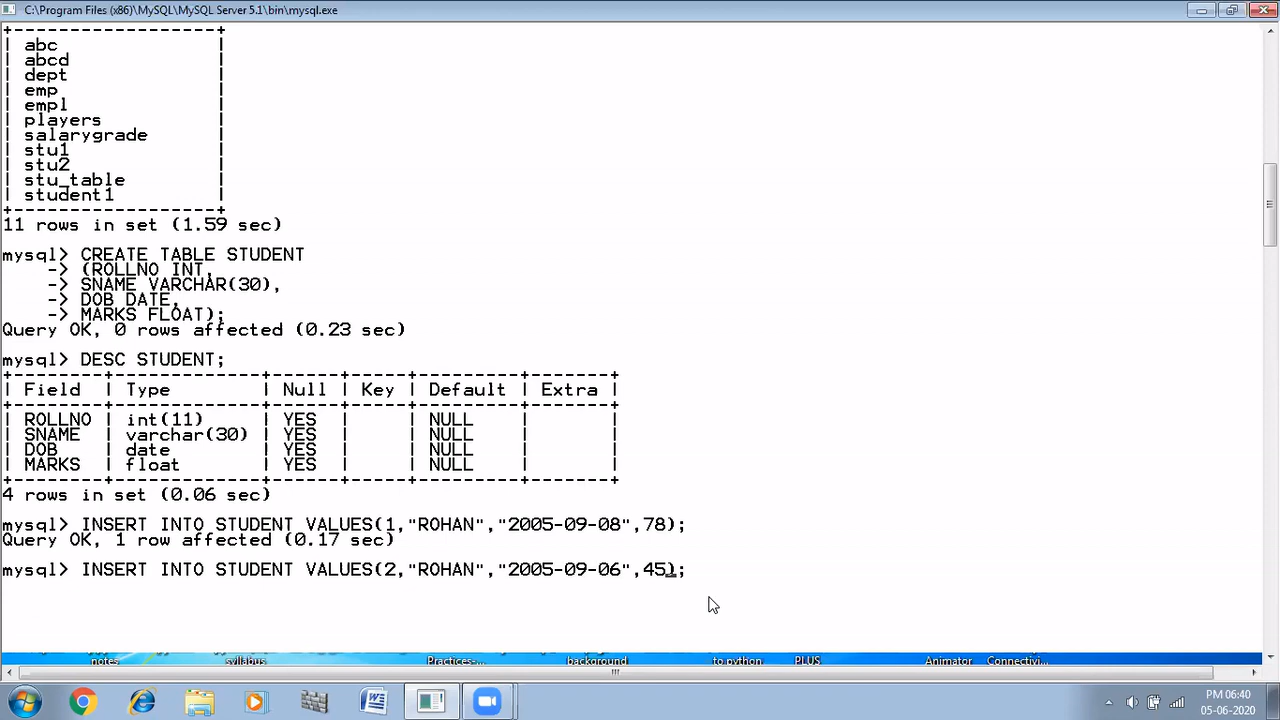 C:\Program Files (x86)\MySQL\MySQL Server 5.1\bin\mysql.exe
+------------------+
| abc              |
| abcd             |
| dept             |
| emp              |
| empl             |
| players          |
| salarygrade      |
| stu1             |
| stu2             |
| stu_table        |
| student1         |
+------------------+
11 rows in set (1.59 sec)
mysql> CREATE TABLE STUDENT
    -> (ROLLNO INT,
    -> SNAME VARCHAR(30),
    -> DOB DATE,
    -> MARKS FLOAT);
Query OK, 0 rows affected (0.23 sec)
mysql> DESC STUDENT;
+--------+-------------+------+-----+---------+-------+
| Field  | Type        | Null | Key | Default | Extra |
+--------+-------------+------+-----+---------+-------+
| ROLLNO | int(11)     | YES  |     | NULL    |       |
| SNAME  | varchar(30) | YES  |     | NULL    |       |
| DOB    | date        | YES  |     | NULL    |       |
| MARKS  | float       | YES  |     | NULL    |       |
+--------+-------------+------+-----+---------+-------+
4 rows in set (0.06 sec)
mysql> INSERT INTO STUDENT VALUES(1,"ROHAN","2005-09-08",78);
Query OK, 1 row affected (0.17 sec)
mysql> INSERT INTO STUDENT VALUES(2,"ROHAN","2005-09-06",45);
notes syllabus Practices-... background to.python PLUS Animator Connectivi...
PM 06:40
05-06-2020